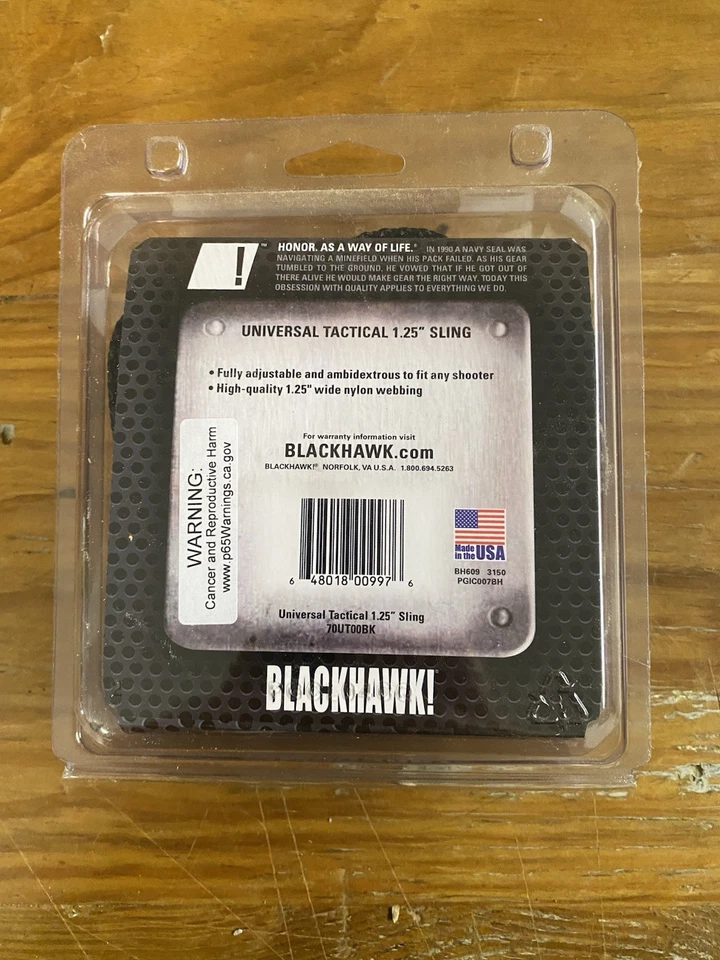 !™
HONOR. AS A WAY OF LIFE.® IN 1990 A NAVY SEAL WAS
NAVIGATING A MINEFIELD WHEN HIS PACK FAILED. AS HIS GEAR
TUMBLED TO THE GROUND, HE VOWED THAT IF HE GOT OUT OF
THERE ALIVE HE WOULD MAKE GEAR THE RIGHT WAY. TODAY THIS
OBSESSION WITH QUALITY APPLIES TO EVERYTHING WE DO.
UNIVERSAL TACTICAL 1.25" SLING
• Fully adjustable and ambidextrous to fit any shooter
• High-quality 1.25" wide nylon webbing
For warranty information visit
BLACKHAWK.com
BLACKHAWK!® NORFOLK, VA U.S.A. 1.800.694.5263
WARNING:
Cancer and Reproductive Harm
www.p65Warnings.ca.gov
6 48018 00997 6
Made
in the USA
BH609 3150
PGIC007BH
Universal Tactical 1.25" Sling
70UT00BK
BLACKHAWK!